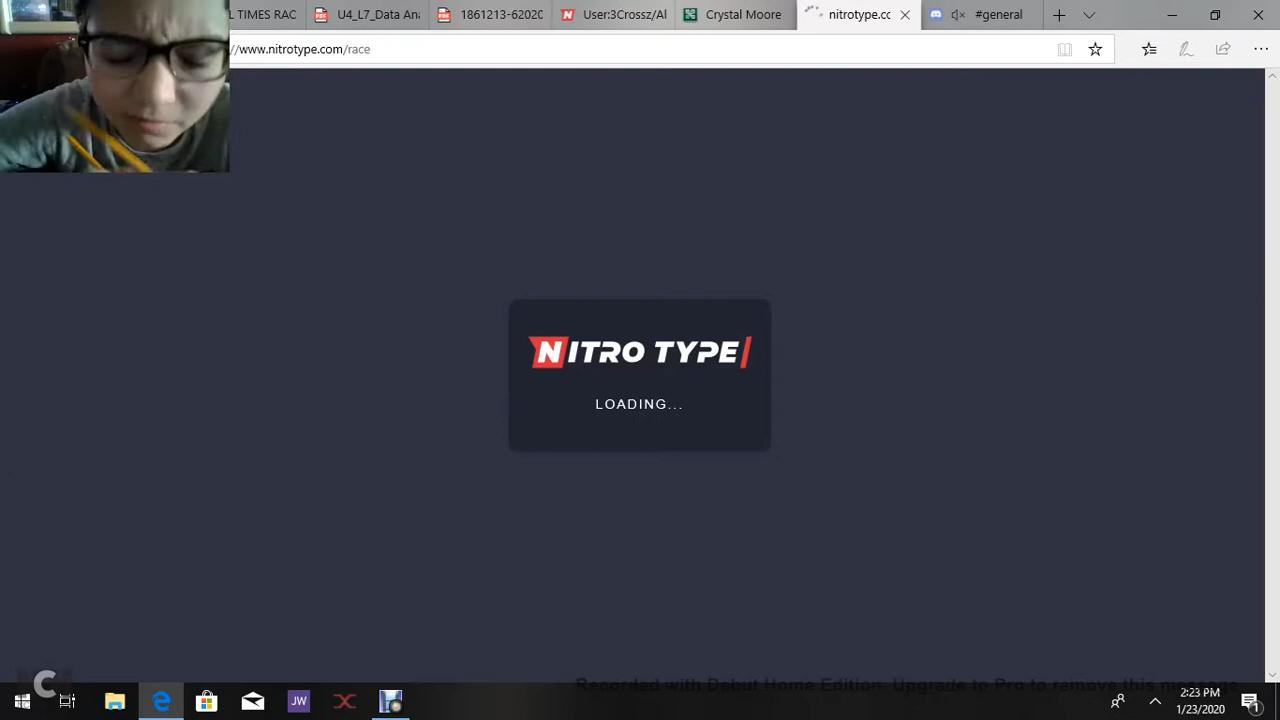 L TIMES RAC
U4_L7_Data An
1861213-62020
User:3Crossz/Al
Crystal Moore
nitrotype.cc
#general
//www.nitrotype.com/race
NITRO TYPE
LOADING...
C
Recorded with Debut Home Edition. Upgrade to Pro to remove this message
JW
2:23 PM
1/23/2020
1